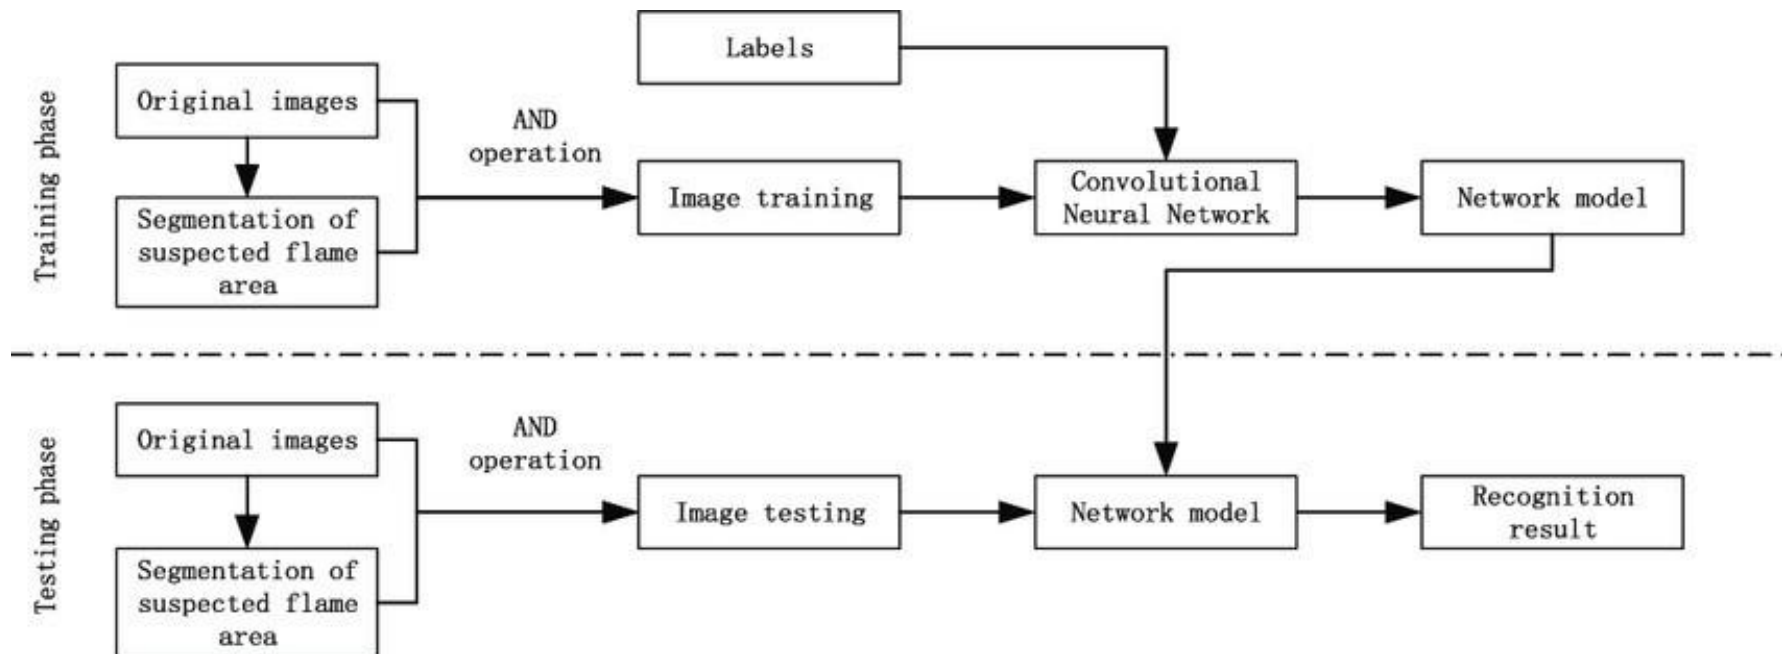 Training phase
Original images
Segmentation of
suspected flame
area
AND
operation
Labels
Image training
Convolutional
Neural Network
Network model
Testing phase
Original images
Segmentation of
suspected flame
area
AND
operation
Image testing
Network model
Recognition
result